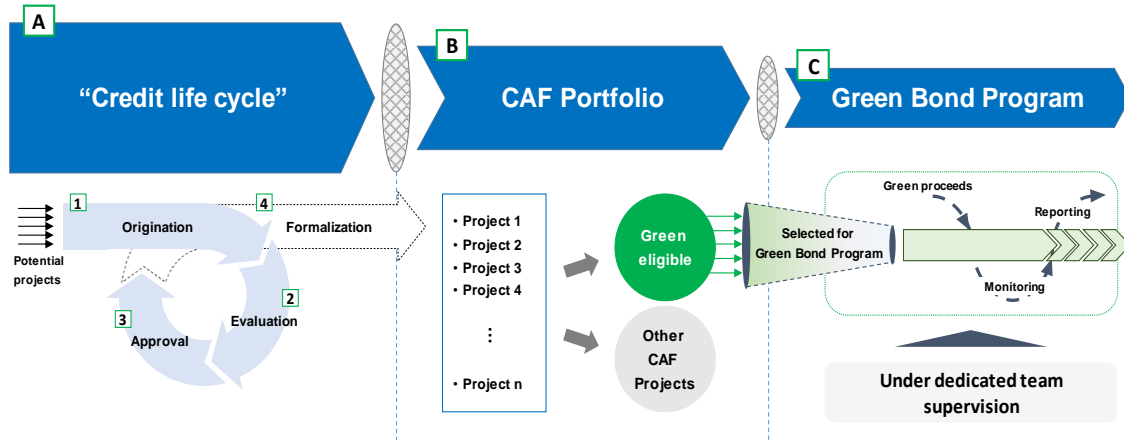 A
“Credit life cycle”
B
CAF Portfolio
C
Green Bond Program
1
Origination
4
Formalization
Potential
projects
2
Evaluation
3
Approval
• Project 1
• Project 2
• Project 3
• Project 4
⋮
• Project n
Green
eligible
Other
CAF
Projects
Selected for
Green Bond Program
Green proceeds
Reporting
Monitoring
Under dedicated team
supervision